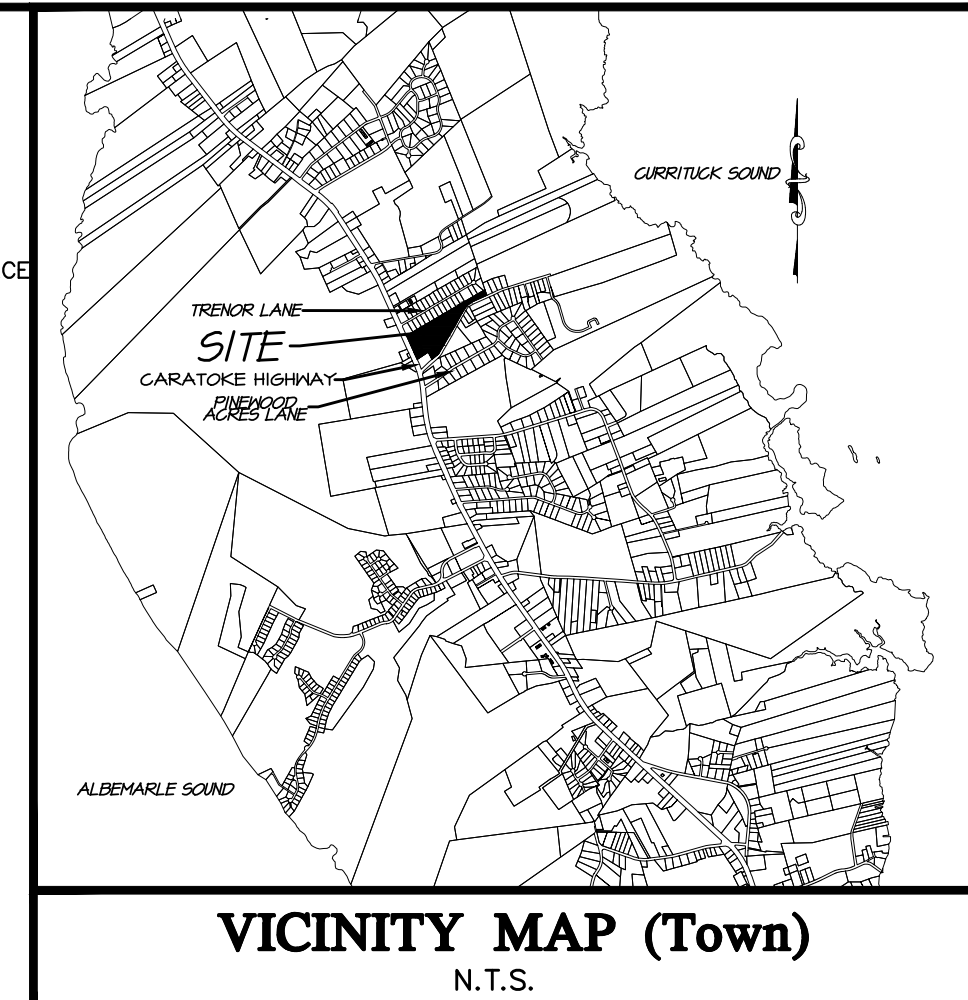 CURRITUCK SOUND
CE
TRENOR LANE
SITE
CARATOKE HIGHWAY
PINEWOOD
ACRES LANE
ALBEMARLE SOUND
VICINITY MAP (Town)
N.T.S.